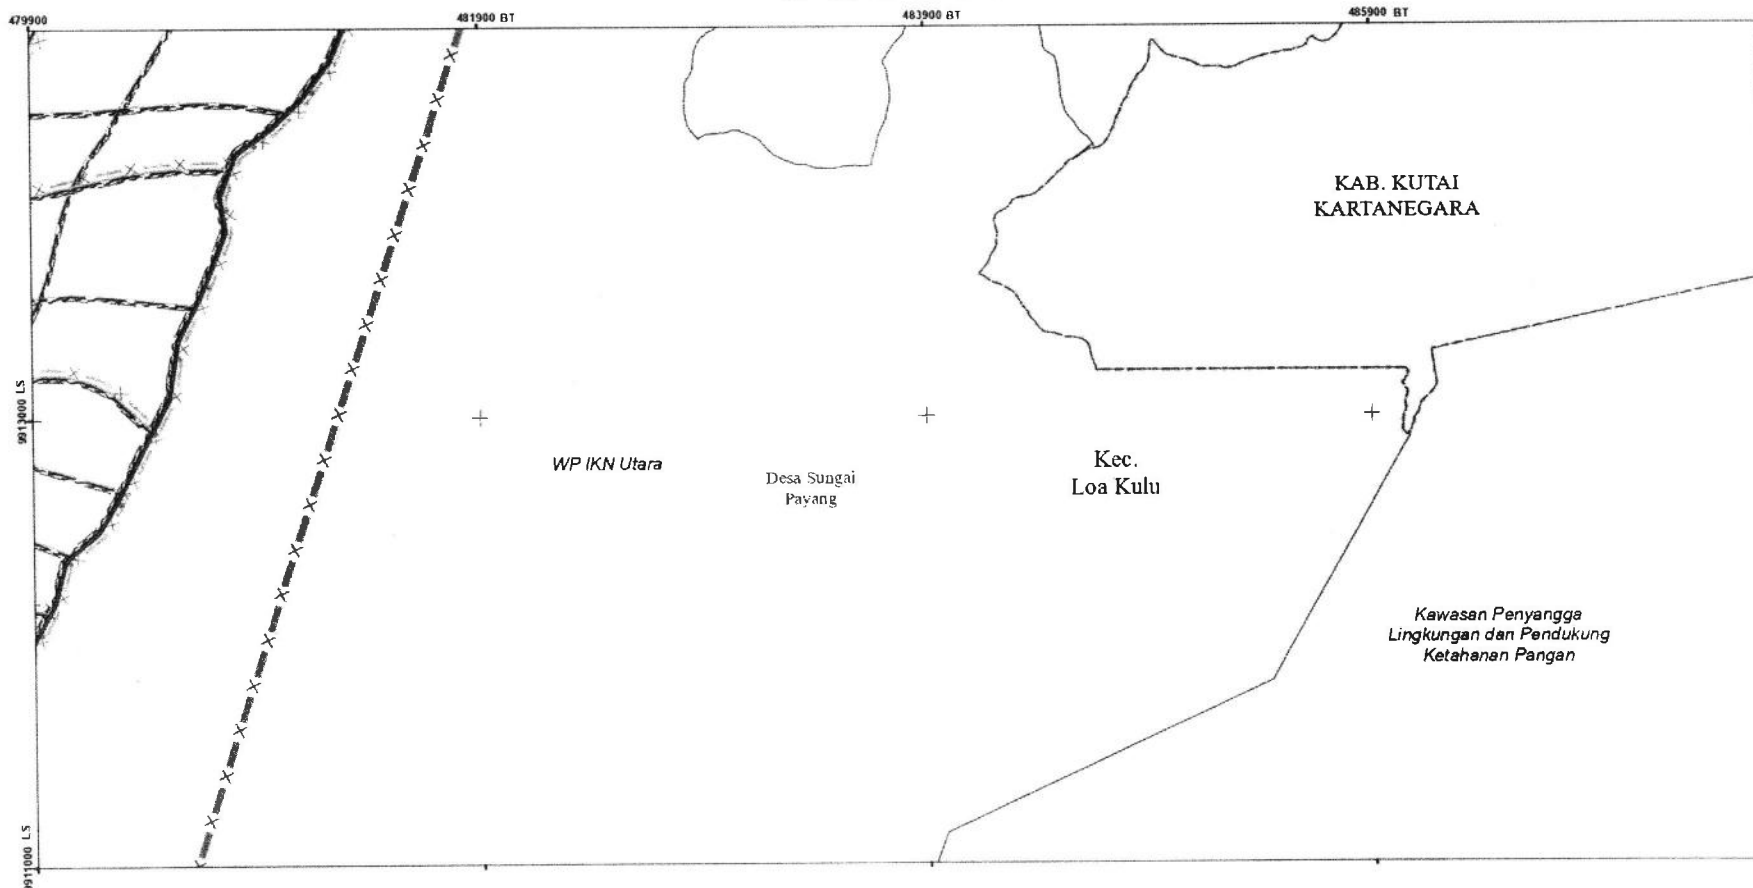 479900
481900 BT
483900 BT
485900 BT
KAB. KUTAI
KARTANEGARA
9913000 LS
WP IKN Utara
Desa Sungai
Payang
Kec.
Loa Kulu
Kawasan Penyangga
Lingkungan dan Pendukung
Ketahanan Pangan
9911000 LS